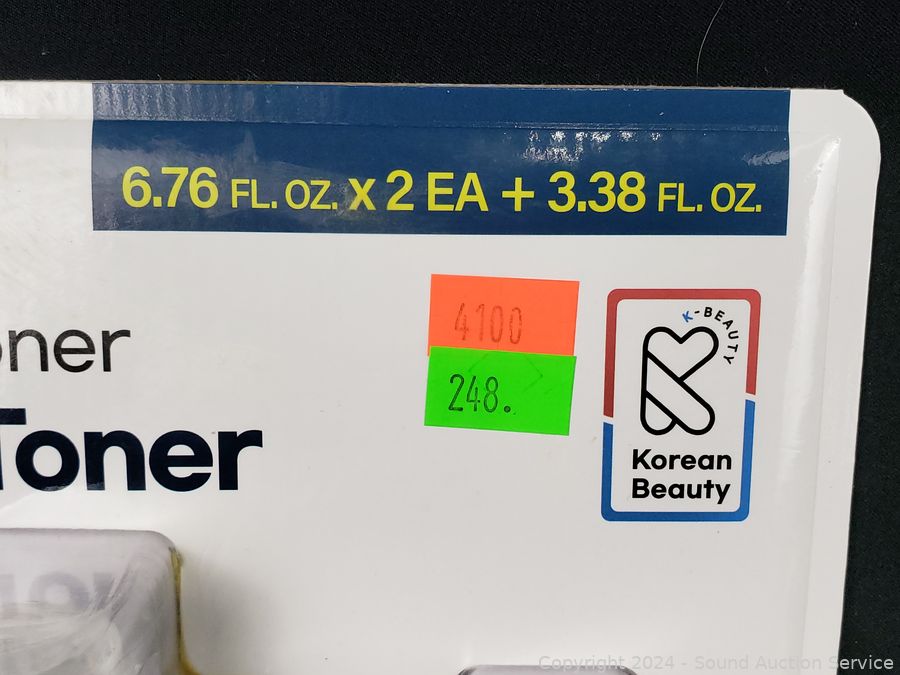 6.76 FL. OZ. x 2 EA + 3.38 FL. OZ.
4100
248.
K-BEAUTY
Korean
Beauty
oner
Toner
Copyright 2024 - Sound Auction Service